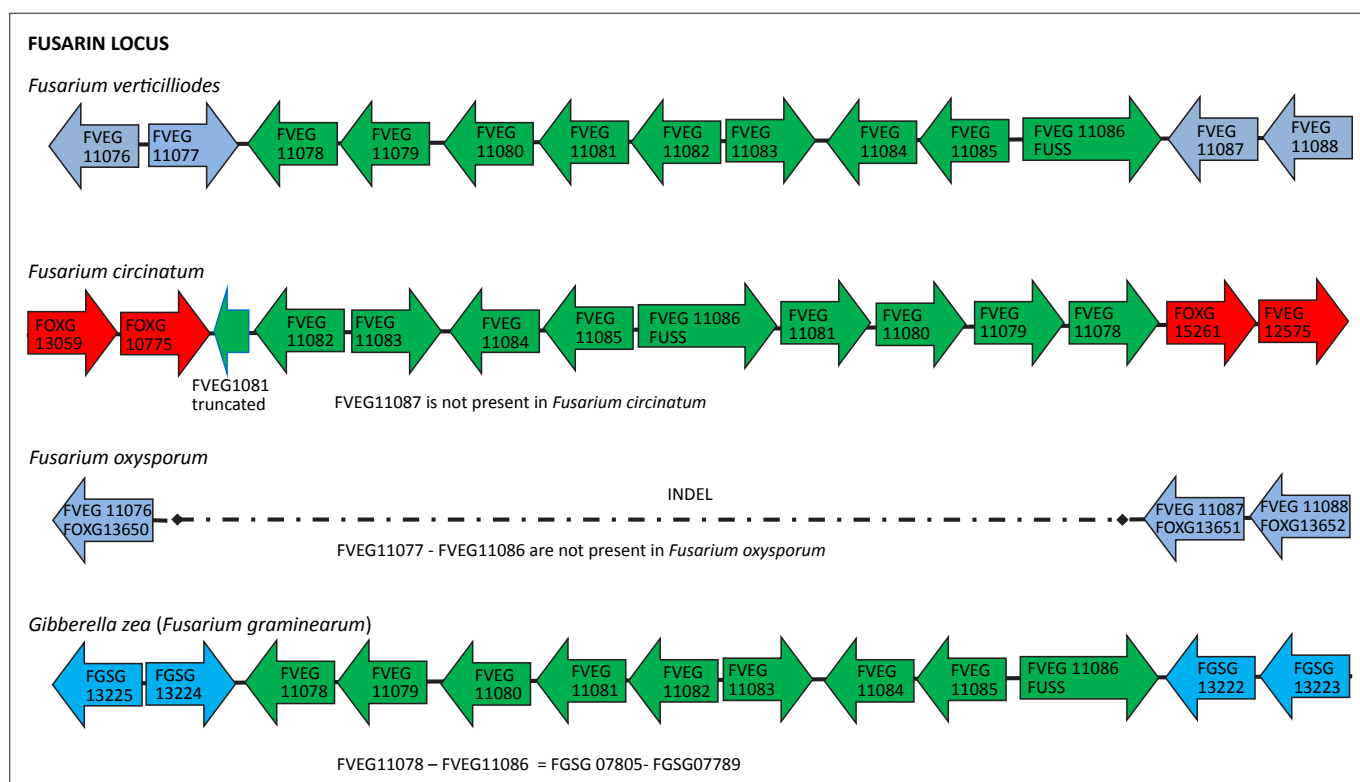 FUSARIN LOCUS
Fusarium verticilliodes
FVEG
11076
FVEG
11077
FVEG
11078
FVEG
11079
FVEG
11080
FVEG
11081
FVEG
11082
FVEG
11083
FVEG
11084
FVEG
11085
FVEG 11086
FUSS
FVEG
11087
FVEG
11088
Fusarium circinatum
FOXG
13059
FOXG
10775
FVEG
11082
FVEG
11083
FVEG
11084
FVEG
11085
FVEG 11086
FUSS
FVEG
11081
FVEG
11080
FVEG
11079
FVEG
11078
FOXG
15261
FVEG
12575
FVEG1081
truncated
FVEG11087 is not present in Fusarium circinatum
Fusarium oxysporum
FVEG 11076
FOXG13650
INDEL
FVEG 11087
FOXG13651
FVEG 11088
FOXG13652
FVEG11077 - FVEG11086 are not present in Fusarium oxysporum
Gibberella zea (Fusarium graminearum)
FGSG
13225
FGSG
13224
FVEG
11078
FVEG
11079
FVEG
11080
FVEG
11081
FVEG
11082
FVEG
11083
FVEG
11084
FVEG
11085
FVEG 11086
FUSS
FGSG
13222
FGSG
13223
FVEG11078 – FVEG11086 = FGSG 07805- FGSG07789